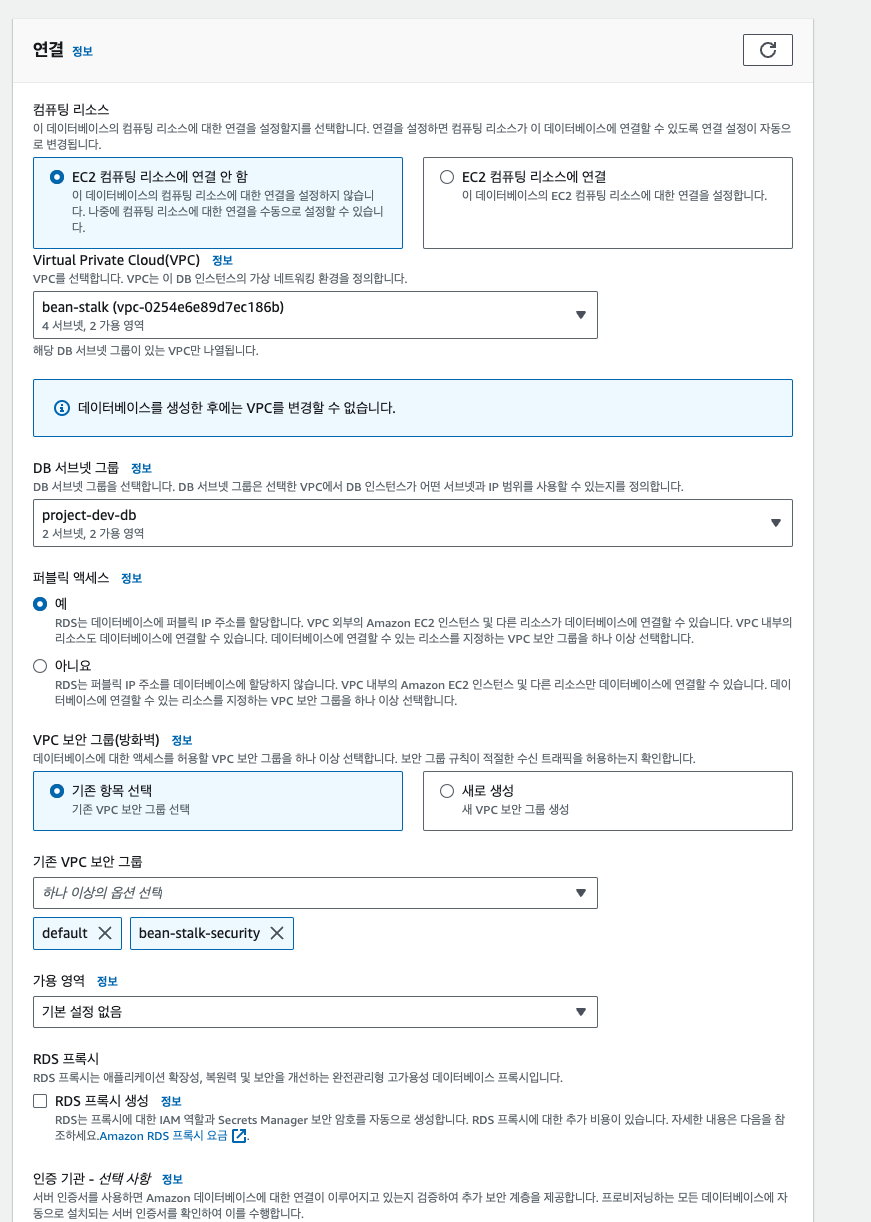 연결 정보
컴퓨팅 리소스
이 데이터베이스의 컴퓨팅 리소스에 대한 연결을 설정할지를 선택합니다. 연결을 설정하면 컴퓨팅 리소스가 이 데이터베이스에 연결할 수 있도록 연결 설정이 자동으
로 변경됩니다.
EC2 컴퓨팅 리소스에 연결 안 함
이 데이터베이스의 컴퓨팅 리소스에 대한 연결을 설정하지 않습니
다. 나중에 컴퓨팅 리소스에 대한 연결을 수동으로 설정할 수 있습니
다.
EC2 컴퓨팅 리소스에 연결
이 데이터베이스의 EC2 컴퓨팅 리소스에 대한 연결을 설정합니다.
Virtual Private Cloud(VPC) 정보
VPC를 선택합니다. VPC는 이 DB 인스턴스의 가상 네트워킹 환경을 정의합니다.
bean-stalk (vpc-0254e6e89d7ec186b)
4 서브넷, 2 가용 영역
해당 DB 서브넷 그룹이 있는 VPC만 나열됩니다.
데이터베이스를 생성한 후에는 VPC를 변경할 수 없습니다.
DB 서브넷 그룹 정보
DB 서브넷 그룹을 선택합니다. DB 서브넷 그룹은 선택한 VPC에서 DB 인스턴스가 어떤 서브넷과 IP 범위를 사용할 수 있는지를 정의합니다.
project-dev-db
2 서브넷, 2 가용 영역
퍼블릭 액세스 정보
예
RDS는 데이터베이스에 퍼블릭 IP 주소를 할당합니다. VPC 외부의 Amazon EC2 인스턴스 및 다른 리소스가 데이터베이스에 연결할 수 있습니다. VPC 내부의
리소스도 데이터베이스에 연결할 수 있습니다. 데이터베이스에 연결할 수 있는 리소스를 지정하는 VPC 보안 그룹을 하나 이상 선택합니다.
아니요
RDS는 퍼블릭 IP 주소를 데이터베이스에 할당하지 않습니다. VPC 내부의 Amazon EC2 인스턴스 및 다른 리소스만 데이터베이스에 연결할 수 있습니다. 데이
터베이스에 연결할 수 있는 리소스를 지정하는 VPC 보안 그룹을 하나 이상 선택합니다.
VPC 보안 그룹(방화벽) 정보
데이터베이스에 대한 액세스를 허용할 VPC 보안 그룹을 하나 이상 선택합니다. 보안 그룹 규칙이 적절한 수신 트래픽을 허용하는지 확인합니다.
기존 항목 선택
기존 VPC 보안 그룹 선택
새로 생성
새 VPC 보안 그룹 생성
기존 VPC 보안 그룹
하나 이상의 옵션 선택
default
bean-stalk-security
가용 영역 정보
기본 설정 없음
RDS 프록시
RDS 프록시는 애플리케이션 확장성, 복원력 및 보안을 개선하는 완전관리형 고가용성 데이터베이스 프록시입니다.
RDS 프록시 생성 정보
RDS는 프록시에 대한 IAM 역할과 Secrets Manager 보안 암호를 자동으로 생성합니다. RDS 프록시에 대한 추가 비용이 있습니다. 자세한 내용은 다음을 참
조하세요.Amazon RDS 프록시 요금.
인증 기관 - 선택 사항 정보
서버 인증서를 사용하면 Amazon 데이터베이스에 대한 연결이 이루어지고 있는지 검증하여 추가 보안 계층을 제공합니다. 프로비저닝하는 모든 데이터베이스에 자
동으로 설치되는 서버 인증서를 확인하여 이를 수행합니다.